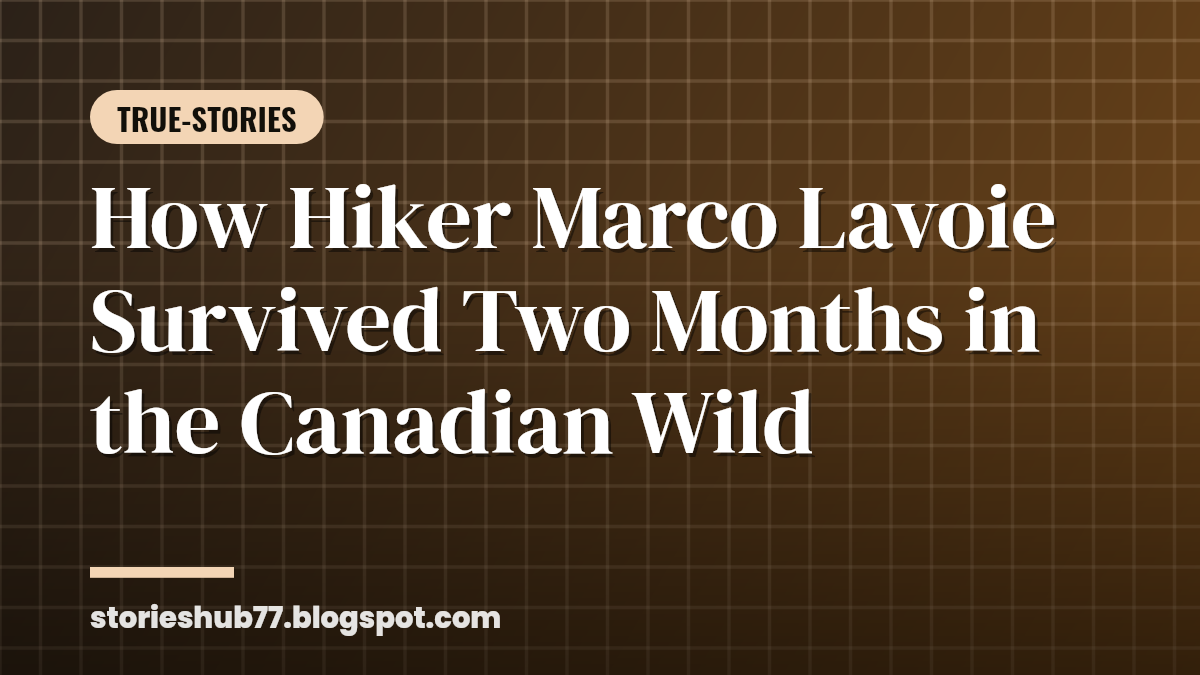 TRUE-STORIES
How Hiker Marco Lavoie
Survived Two Months in
the Canadian Wild
storieshub77.blogspot.com